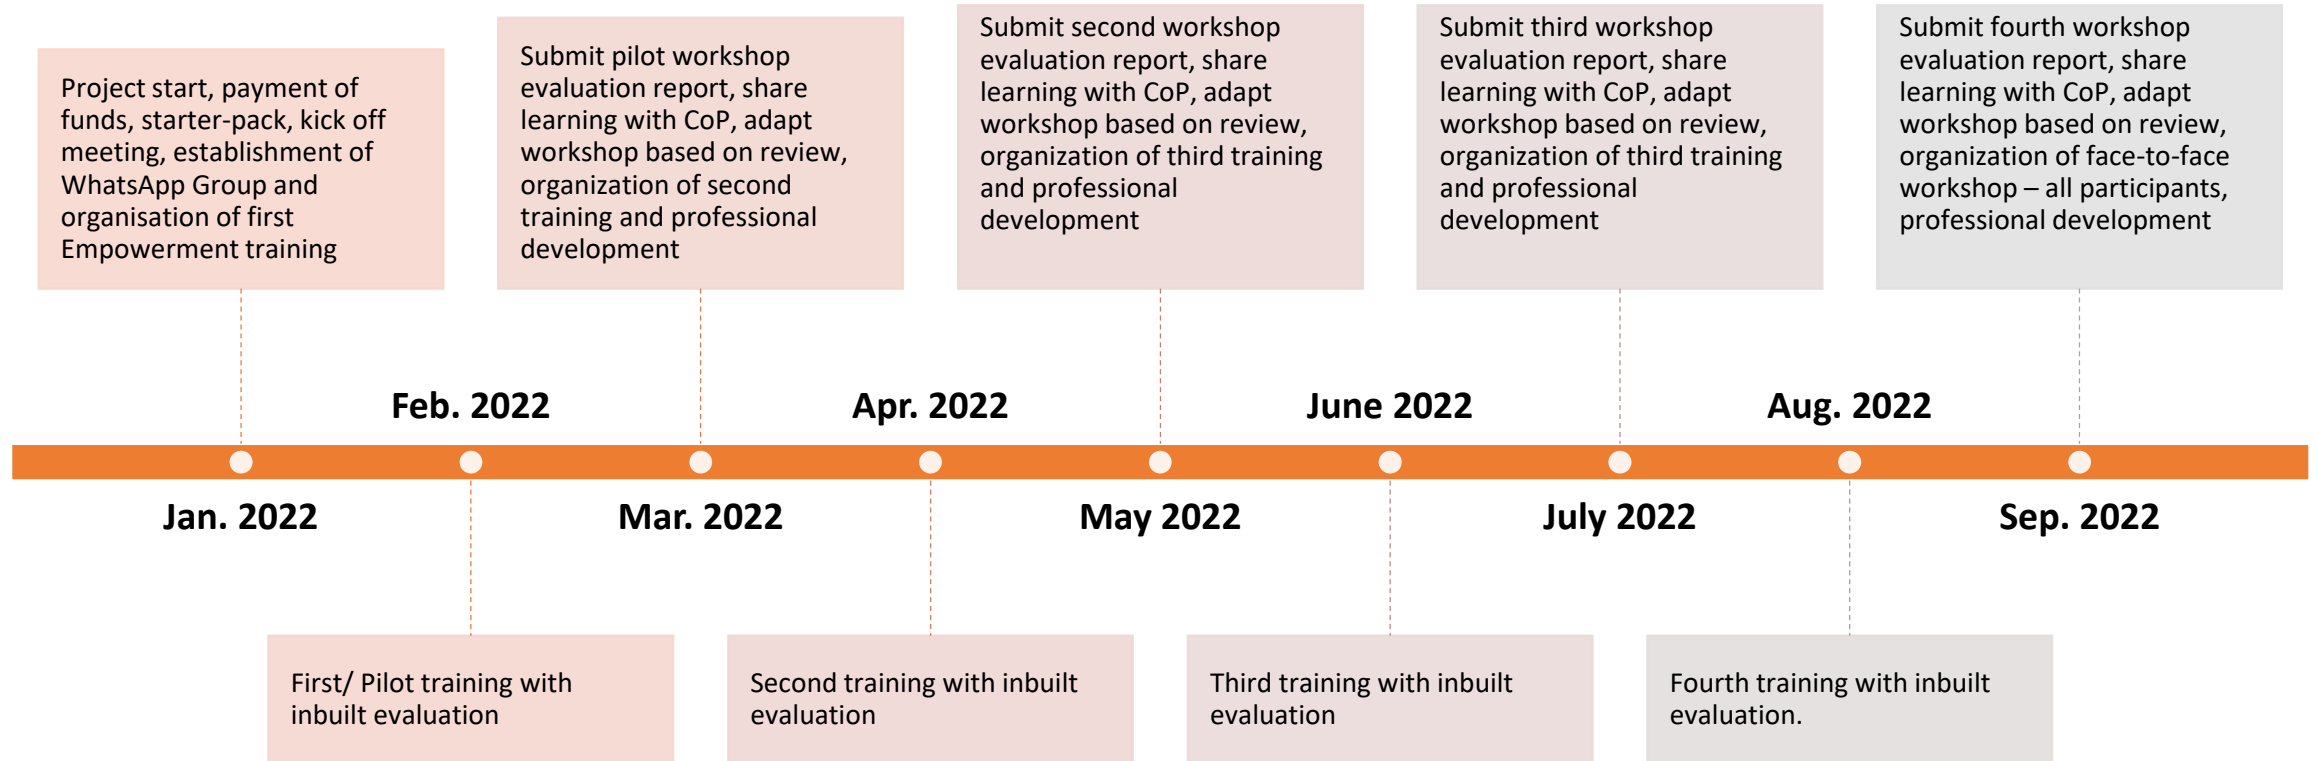 Project start, payment of
funds, starter-pack, kick off
meeting, establishment of
WhatsApp Group and
organisation of first
Empowerment training
Submit pilot workshop
evaluation report, share
learning with CoP, adapt
workshop based on review,
organization of second
training and professional
development
Submit second workshop
evaluation report, share
learning with CoP, adapt
workshop based on review,
organization of third training
and professional
development
Submit third workshop
evaluation report, share
learning with CoP, adapt
workshop based on review,
organization of third training
and professional
development
Submit fourth workshop
evaluation report, share
learning with CoP, adapt
workshop based on review,
organization of face-to-face
workshop – all participants,
professional development
Feb. 2022
Apr. 2022
June 2022
Aug. 2022
Jan. 2022
Mar. 2022
May 2022
July 2022
Sep. 2022
First/ Pilot training with
inbuilt evaluation
Second training with inbuilt
evaluation
Third training with inbuilt
evaluation
Fourth training with inbuilt
evaluation.